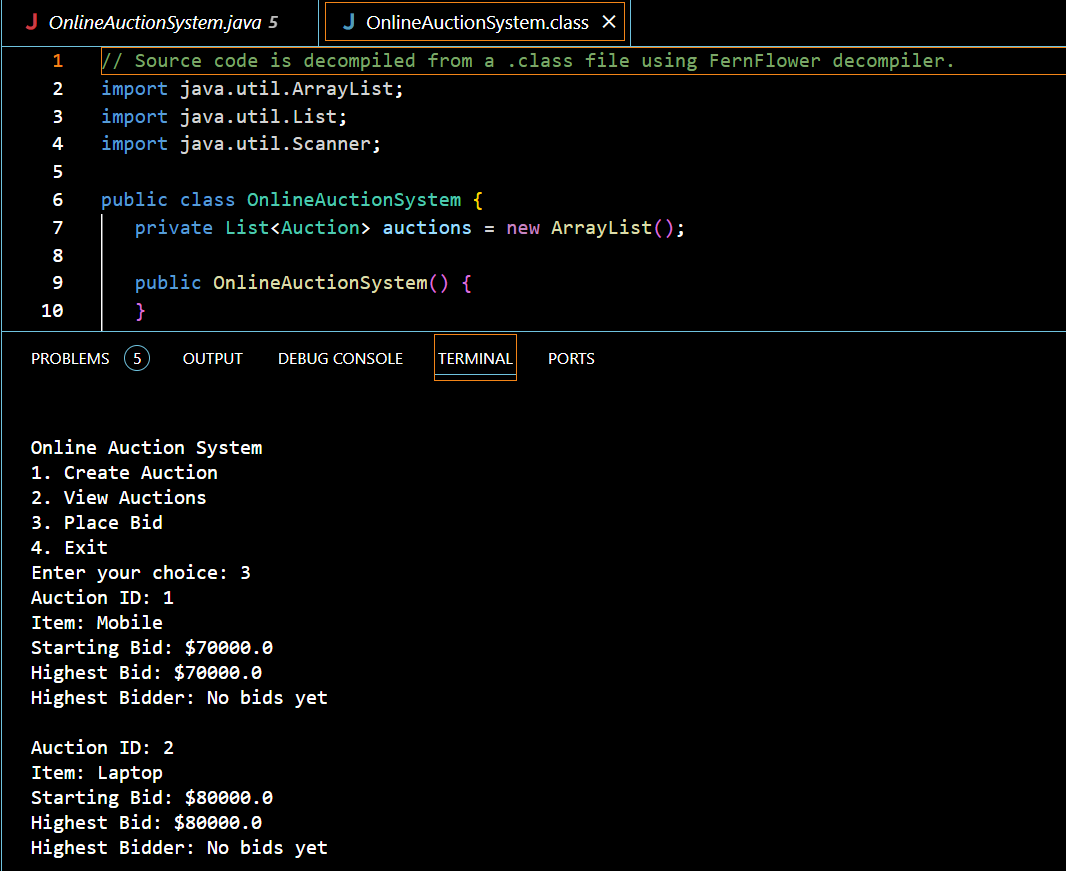 J OnlineAuctionSystem.java 5 J OnlineAuctionSystem.class ×
1 // Source code is decompiled from a .class file using FernFlower decompiler.
2 import java.util.ArrayList;
3 import java.util.List;
4 import java.util.Scanner;
5
6 public class OnlineAuctionSystem {
7 private List<Auction> auctions = new ArrayList();
8
9 public OnlineAuctionSystem() {
10 }
PROBLEMS 5 OUTPUT DEBUG CONSOLE TERMINAL PORTS
Online Auction System
1. Create Auction
2. View Auctions
3. Place Bid
4. Exit
Enter your choice: 3
Auction ID: 1
Item: Mobile
Starting Bid: $70000.0
Highest Bid: $70000.0
Highest Bidder: No bids yet
Auction ID: 2
Item: Laptop
Starting Bid: $80000.0
Highest Bid: $80000.0
Highest Bidder: No bids yet